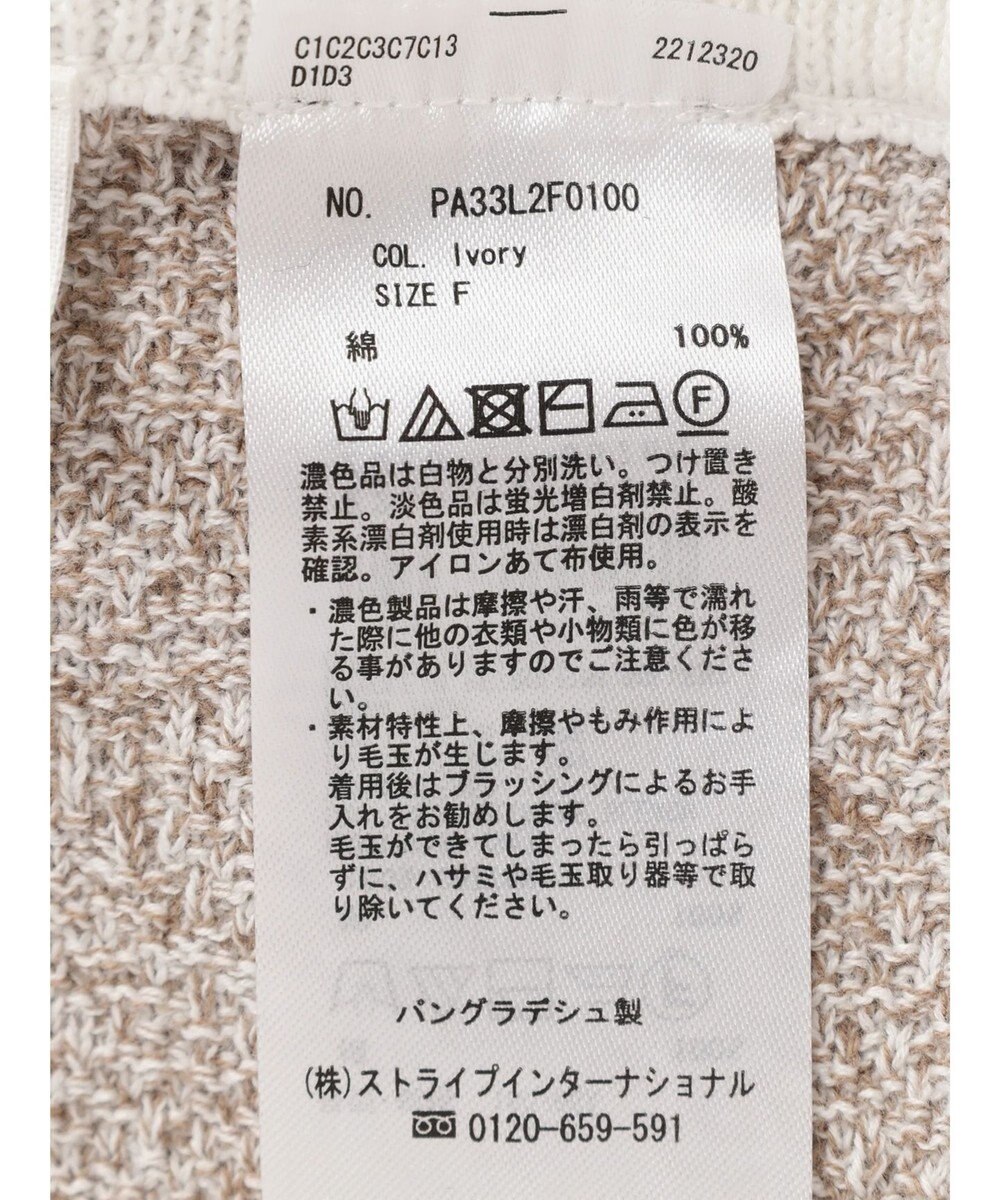 C1C2C3C7C13 2212320
D1D3
NO. PA33L2F0100
COL. Ivory
SIZE F
綿 100%
F
濃色品は白物と分別洗い。つけ置き
禁止。淡色品は蛍光増白剤禁止。酸
素系漂白剤使用時は漂白剤の表示を
確認。アイロンあて布使用。
・濃色製品は摩擦や汗、雨等で濡れ
た際に他の衣類や小物類に色が移
る事がありますのでご注意くださ
い。
・素材特性上、摩擦やもみ作用によ
り毛玉が生じます。
着用後はブラッシングによるお手
入れをお勧めします。
毛玉ができてしまったら引っぱら
ずに、ハサミや毛玉取り器等で取
り除いてください。
バングラデシュ製
(株)ストライプインターナショナル
0120-659-591